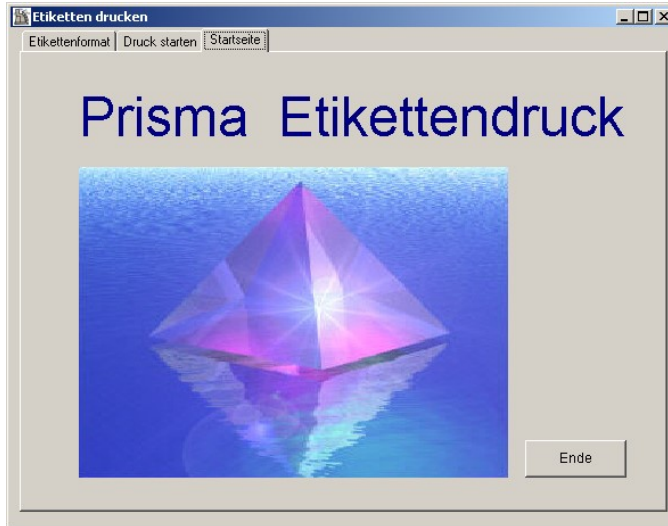 Etiketten drucken
Etikettenformat Druck starten Startseite
Prisma Etikettendruck
Ende